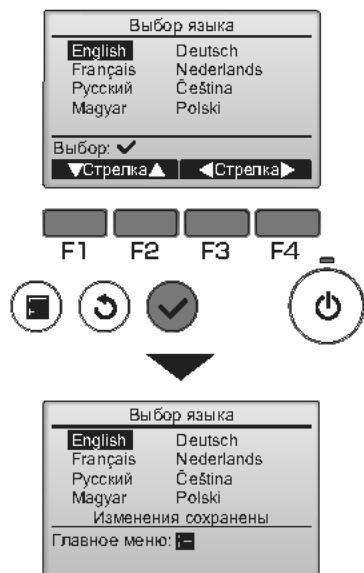 Выбор языка
English Deutsch
Français Nederlands
Русский Čeština
Magyar Polski
Выбор: ✔
▼Стрелка▲ ◀Стрелка▶
F1 F2 F3 F4
Выбор языка
English Deutsch
Français Nederlands
Русский Čeština
Magyar Polski
Изменения сохранены
Главное меню: